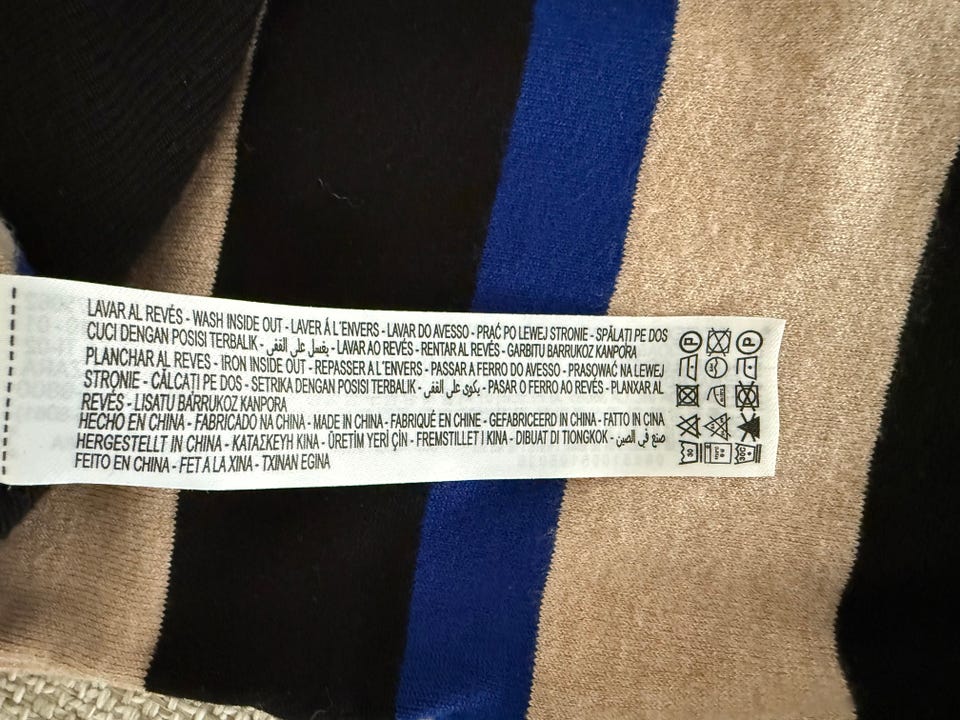 LAVAR AL REVÉS - WASH INSIDE OUT - LAVER Á L'ENVERS - LAVAR DO AVESSO - PRAĆ PO LEWEJ STRONIE - SPĂLAŢI PE DOS
CUCI DENGAN POSISI TERBALIK - يغسل على القفى - LAVAR AO REVÉS - RENTAR AL REVÉS - GARBITU BARRUKOZ KANPORA
PLANCHAR AL REVES - IRON INSIDE OUT - REPASSER A L'ENVERS - PASSAR A FERRO DO AVESSO - PRASOWAĆ NA LEWEJ
STRONIE - CĂLCAŢI PE DOS - SETRIKA DENGAN POSISI TERBALIK - يكوى على القفى - PASAR O FERRO AO REVÉS - PLANXAR AL
REVÉS - LISATU BARRUKOZ KANPORA
HECHO EN CHINA - FABRICADO NA CHINA - MADE IN CHINA - FABRIQUÉ EN CHINE - GEFABRICEERD IN CHINA - FATTO IN CINA
HERGESTELLT IN CHINA - ΚΑΤΑΣΚΕΥΗ ΚΙΝΑ - ÜRETİM YERİ ÇİN - FREMSTILLET I KINA - DIBUAT DI TIONGKOK - صنع في الصين
FEITO EN CHINA - FET A LA XINA - TXINAN EGINA
P P
30